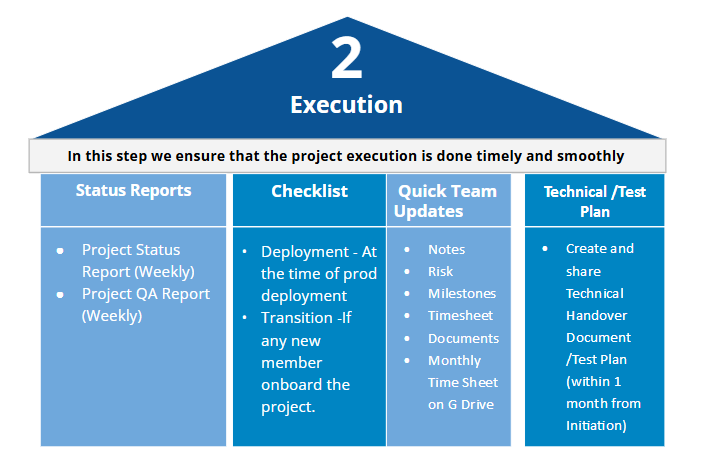 2
Execution
In this step we ensure that the project execution is done timely and smoothly
Status Reports
● Project Status
Report (Weekly)
● Project QA Report
(Weekly)
Checklist
• Deployment - At
the time of prod
deployment
• Transition -If
any new
member
onboard the
project.
Quick Team
Updates
● Notes
● Risk
● Milestones
● Timesheet
● Documents
● Monthly
Time Sheet
on G Drive
Technical /Test
Plan
● Create and
share
Technical
Handover
Document
/Test Plan
(within 1
month from
Initiation)